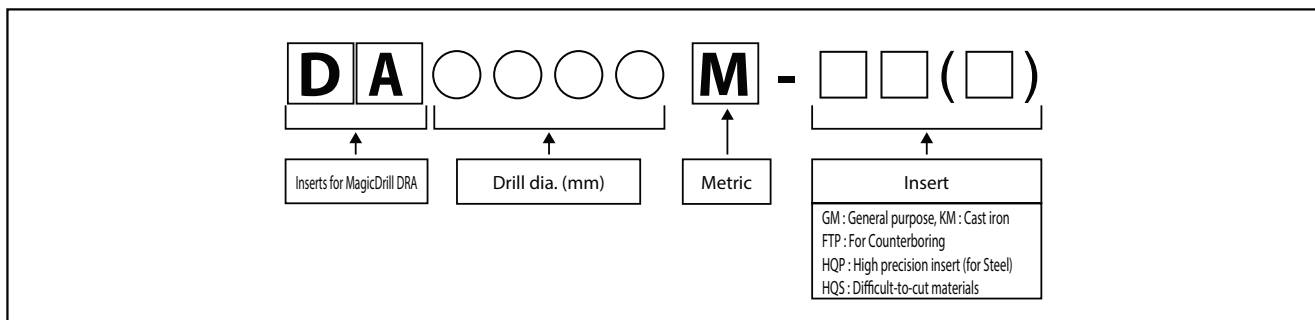 DA○○○○ M-□□(□)
Inserts for MagicDrill DRA
Drill dia. (mm)
Metric
Insert
GM : General purpose, KM : Cast iron
FTP : For Counterboring
HQP : High precision insert (for Steel)
HQS : Difficult-to-cut materials